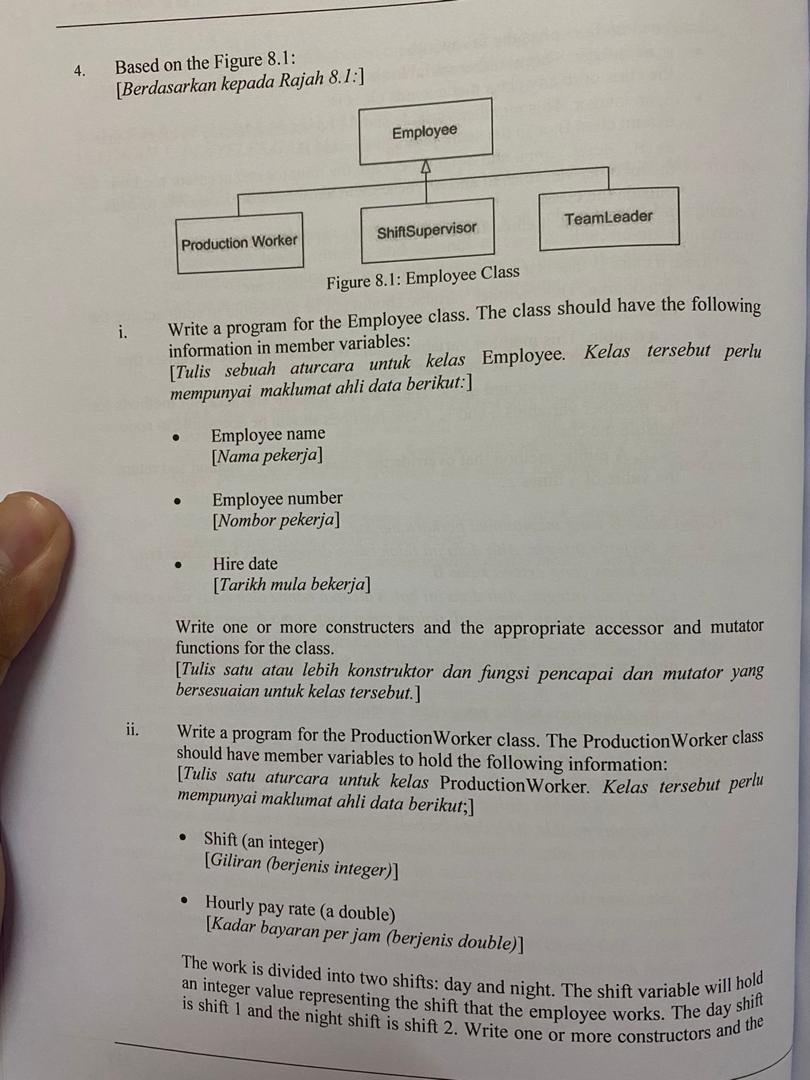 4. Based on the Figure 8.1:
[Berdasarkan kepada Rajah 8.1:]
Employee
Production Worker
ShiftSupervisor
TeamLeader
Figure 8.1: Employee Class
i. Write a program for the Employee class. The class should have the following
information in member variables:
[Tulis sebuah aturcara untuk kelas Employee. Kelas tersebut perlu
mempunyai maklumat ahli data berikut:]
• Employee name
[Nama pekerja]
• Employee number
[Nombor pekerja]
• Hire date
[Tarikh mula bekerja]
Write one or more constructers and the appropriate accessor and mutator
functions for the class.
[Tulis satu atau lebih konstruktor dan fungsi pencapai dan mutator yang
bersesuaian untuk kelas tersebut.]
ii. Write a program for the ProductionWorker class. The ProductionWorker class
should have member variables to hold the following information:
[Tulis satu aturcara untuk kelas ProductionWorker. Kelas tersebut perlu
mempunyai maklumat ahli data berikut;]
• Shift (an integer)
[Giliran (berjenis integer)]
• Hourly pay rate (a double)
[Kadar bayaran per jam (berjenis double)]
The work is divided into two shifts: day and night. The shift variable will hold
an integer value representing the shift that the employee works. The day shift
is shift 1 and the night shift is shift 2. Write one or more constructors and the